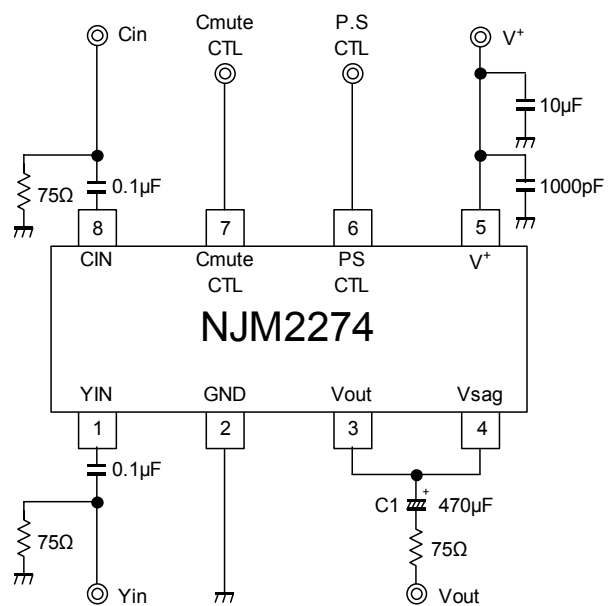 Cin
Cmute
CTL
P.S
CTL
V+
10µF
75Ω
0.1µF
1000pF
8
7
6
5
CIN
Cmute
CTL
PS
CTL
V+
NJM2274
YIN
GND
Vout
Vsag
1
2
3
4
0.1µF
C1
+
470µF
75Ω
75Ω
Yin
Vout